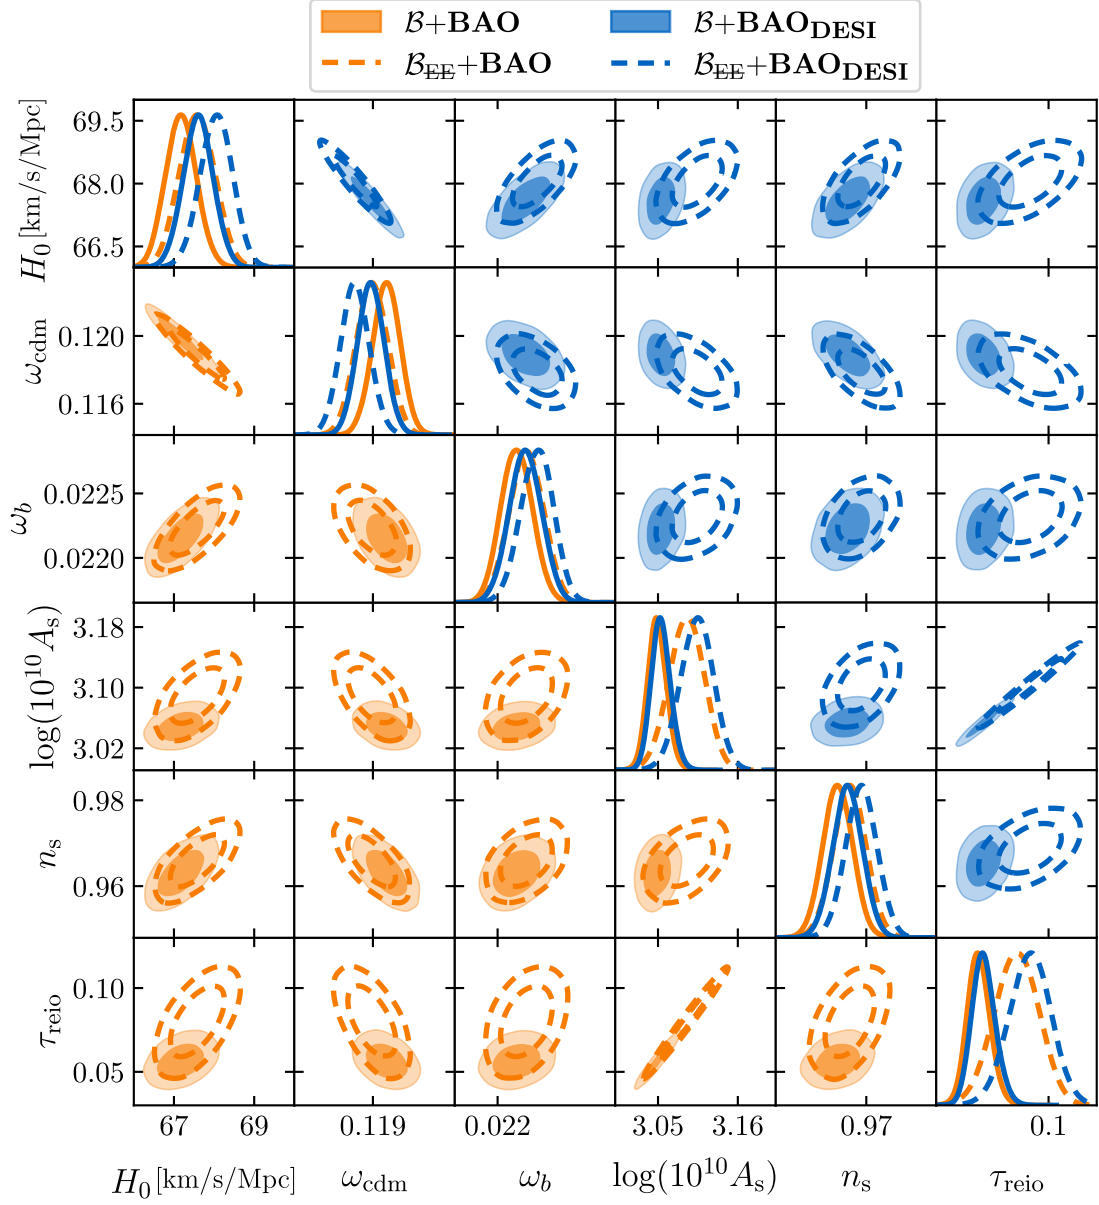 B+BAO B+BAO_DESI
B_EE+BAO B_EE+BAO_DESI
H_0 [km/s/Mpc]
69.5
68.0
66.5
ω_cdm
0.120
0.116
ω_b
0.0225
0.0220
log(10^10 A_s)
3.18
3.10
3.02
n_s
0.98
0.96
τ_reio
0.10
0.05
67 69 0.119 0.022 3.05 3.16 0.97 0.1
H_0 [km/s/Mpc] ω_cdm ω_b log(10^10 A_s) n_s τ_reio